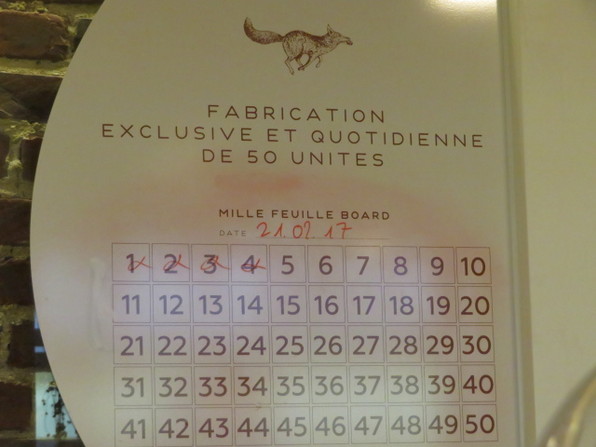 FABRICATION
EXCLUSIVE ET QUOTIDIENNE
DE 50 UNITES
MILLE FEUILLE BOARD
DATE 21.02.17
1 2 3 4 5 6 7 8 9 10
11 12 13 14 15 16 17 18 19 20
21 22 23 24 25 26 27 28 29 30
31 32 33 34 35 36 37 38 39 40
41 42 43 44 45 46 47 48 49 50